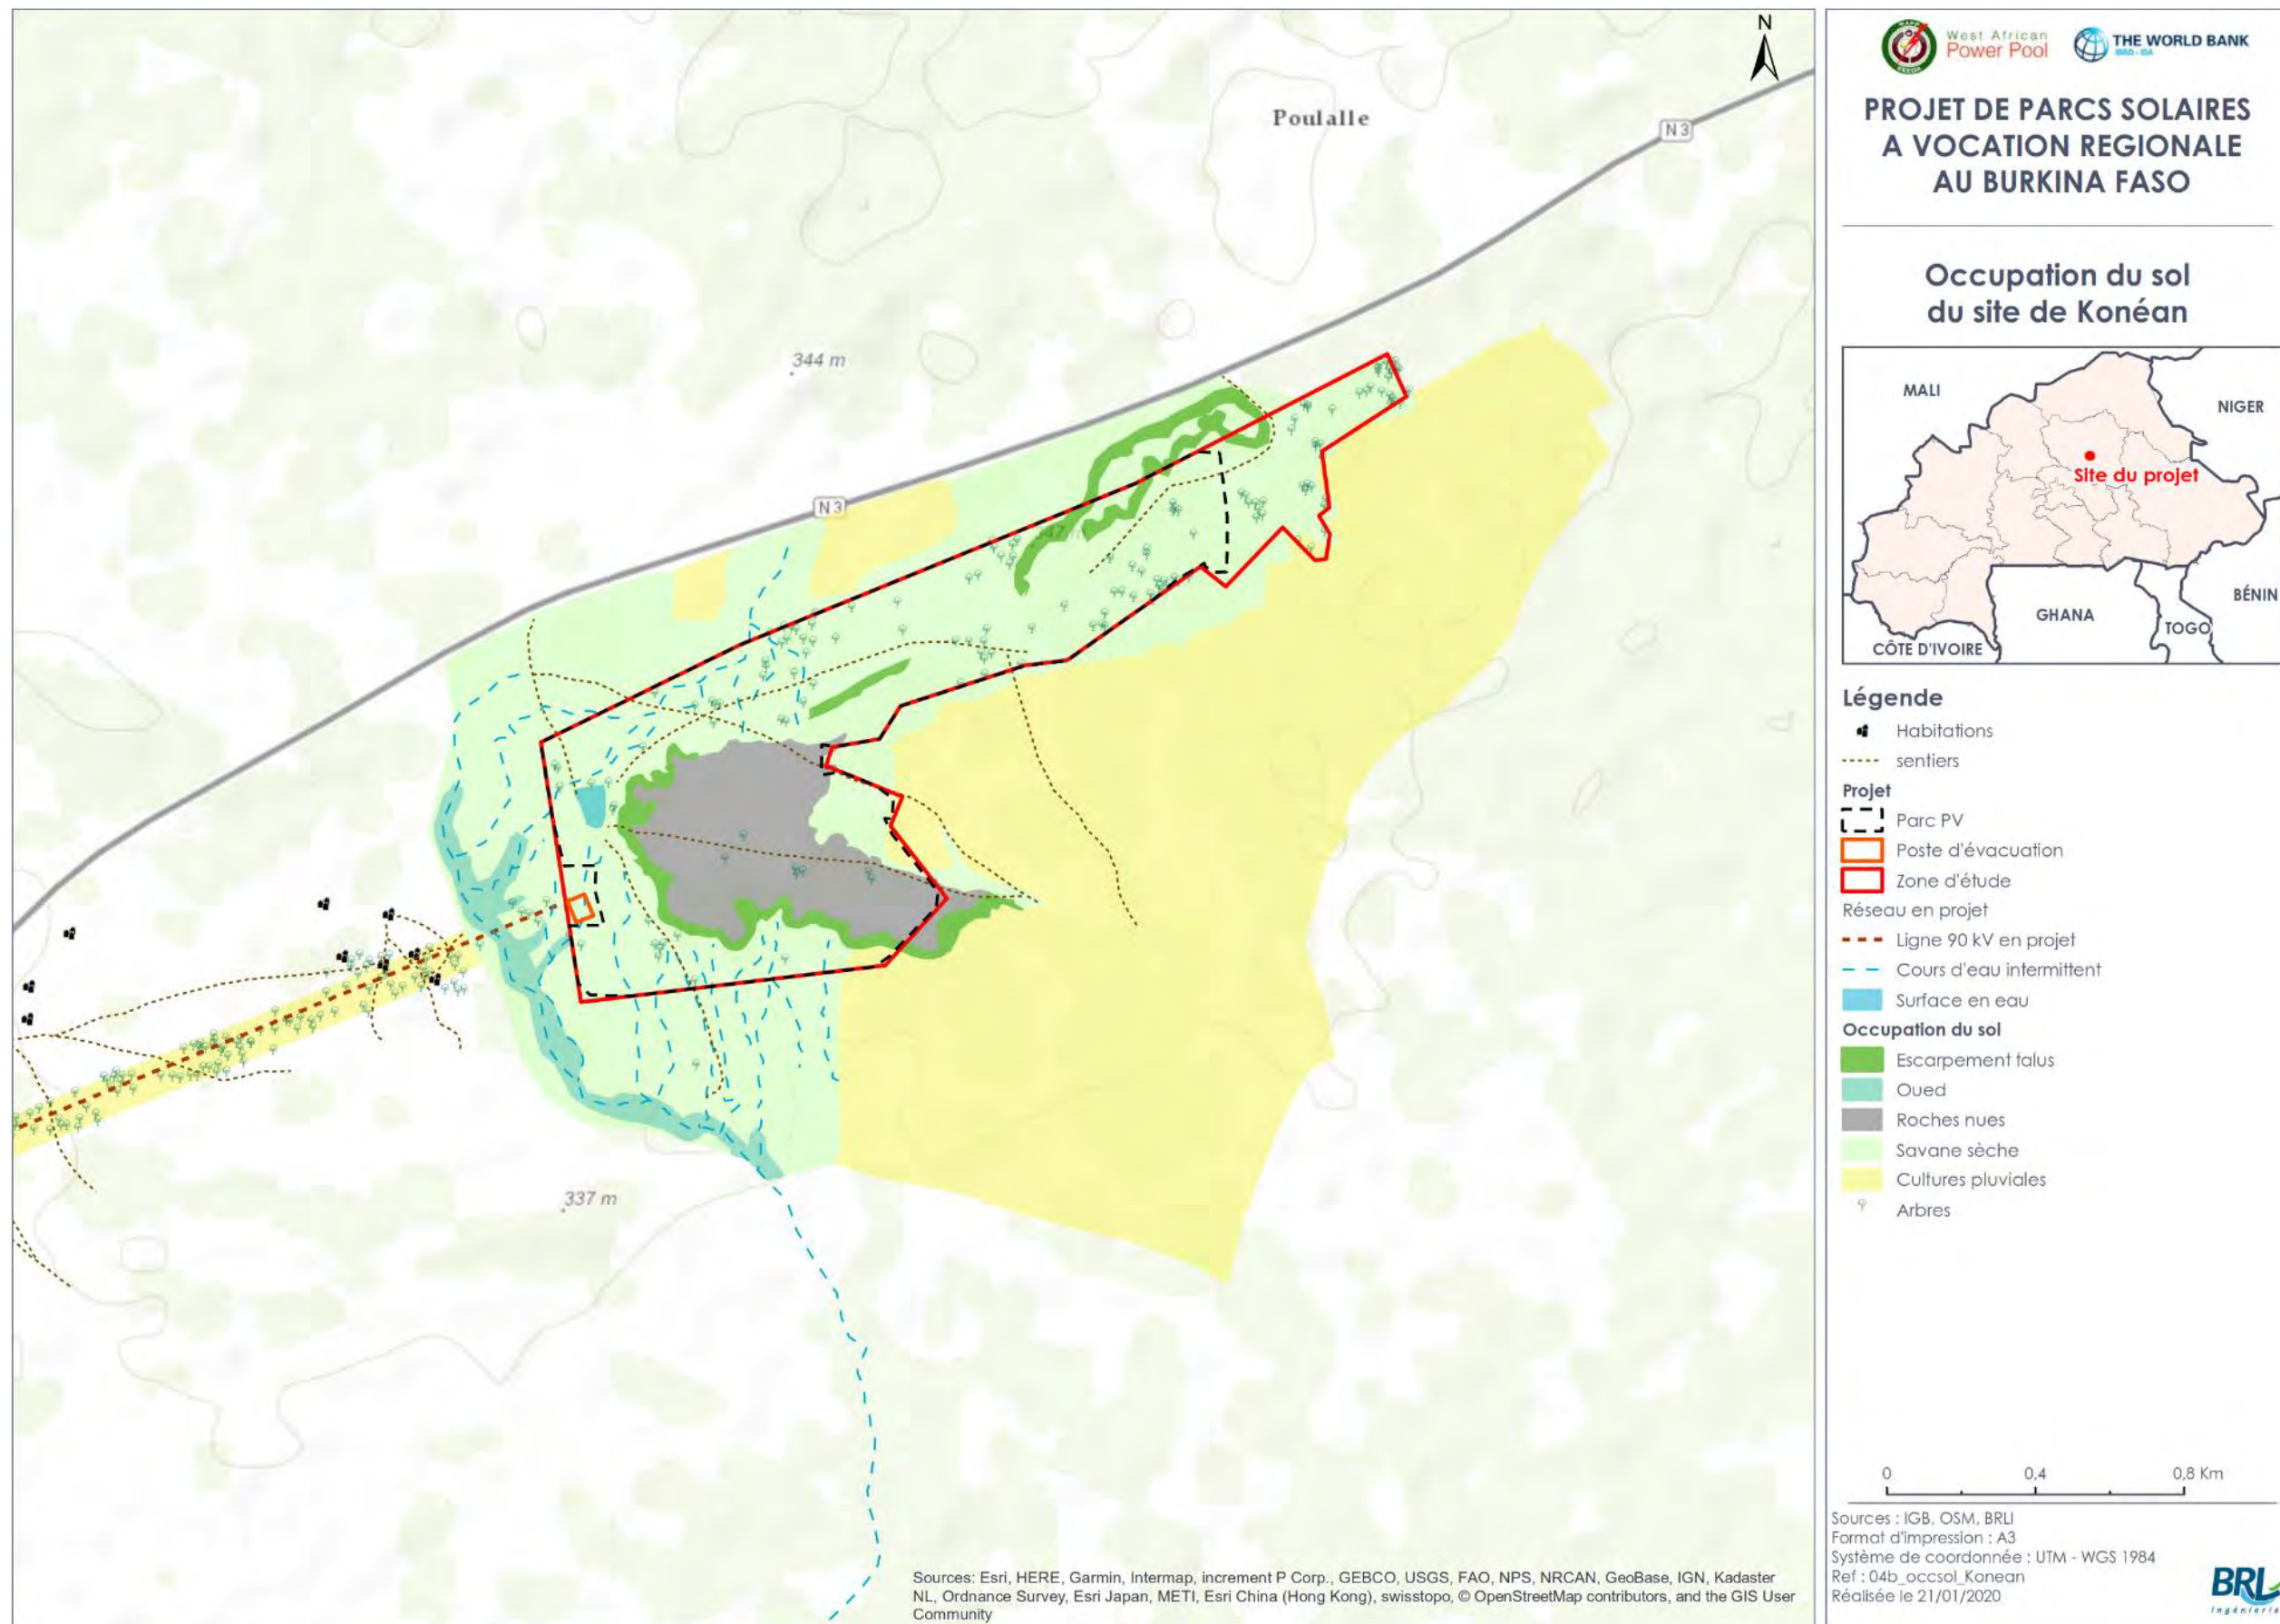 N
Poulalle
N 3
344 m
N 3
337 m
Sources: Esri, HERE, Garmin, Intermap, increment P Corp., GEBCO, USGS, FAO, NPS, NRCAN, GeoBase, IGN, Kadaster
NL, Ordnance Survey, Esri Japan, METI, Esri China (Hong Kong), swisstopo, © OpenStreetMap contributors, and the GIS User
Community
West African
Power Pool
THE WORLD BANK
PROJET DE PARCS SOLAIRES
A VOCATION REGIONALE
AU BURKINA FASO
Occupation du sol
du site de Konéan
MALI
NIGER
Site du projet
BÉNIN
GHANA
TOGO
CÔTE D'IVOIRE
Légende
Habitations
sentiers
Projet
Parc PV
Poste d'évacuation
Zone d'étude
Réseau en projet
Ligne 90 kV en projet
Cours d'eau intermittent
Surface en eau
Occupation du sol
Escarpement talus
Oued
Roches nues
Savane sèche
Cultures pluviales
Arbres
0 0,4 0,8 Km
Sources : IGB, OSM, BRLI
Format d'impression : A3
Système de coordonnée : UTM - WGS 1984
Ref : 04b_occsol_Konean
Réalisée le 21/01/2020
BRL
Ingénierie